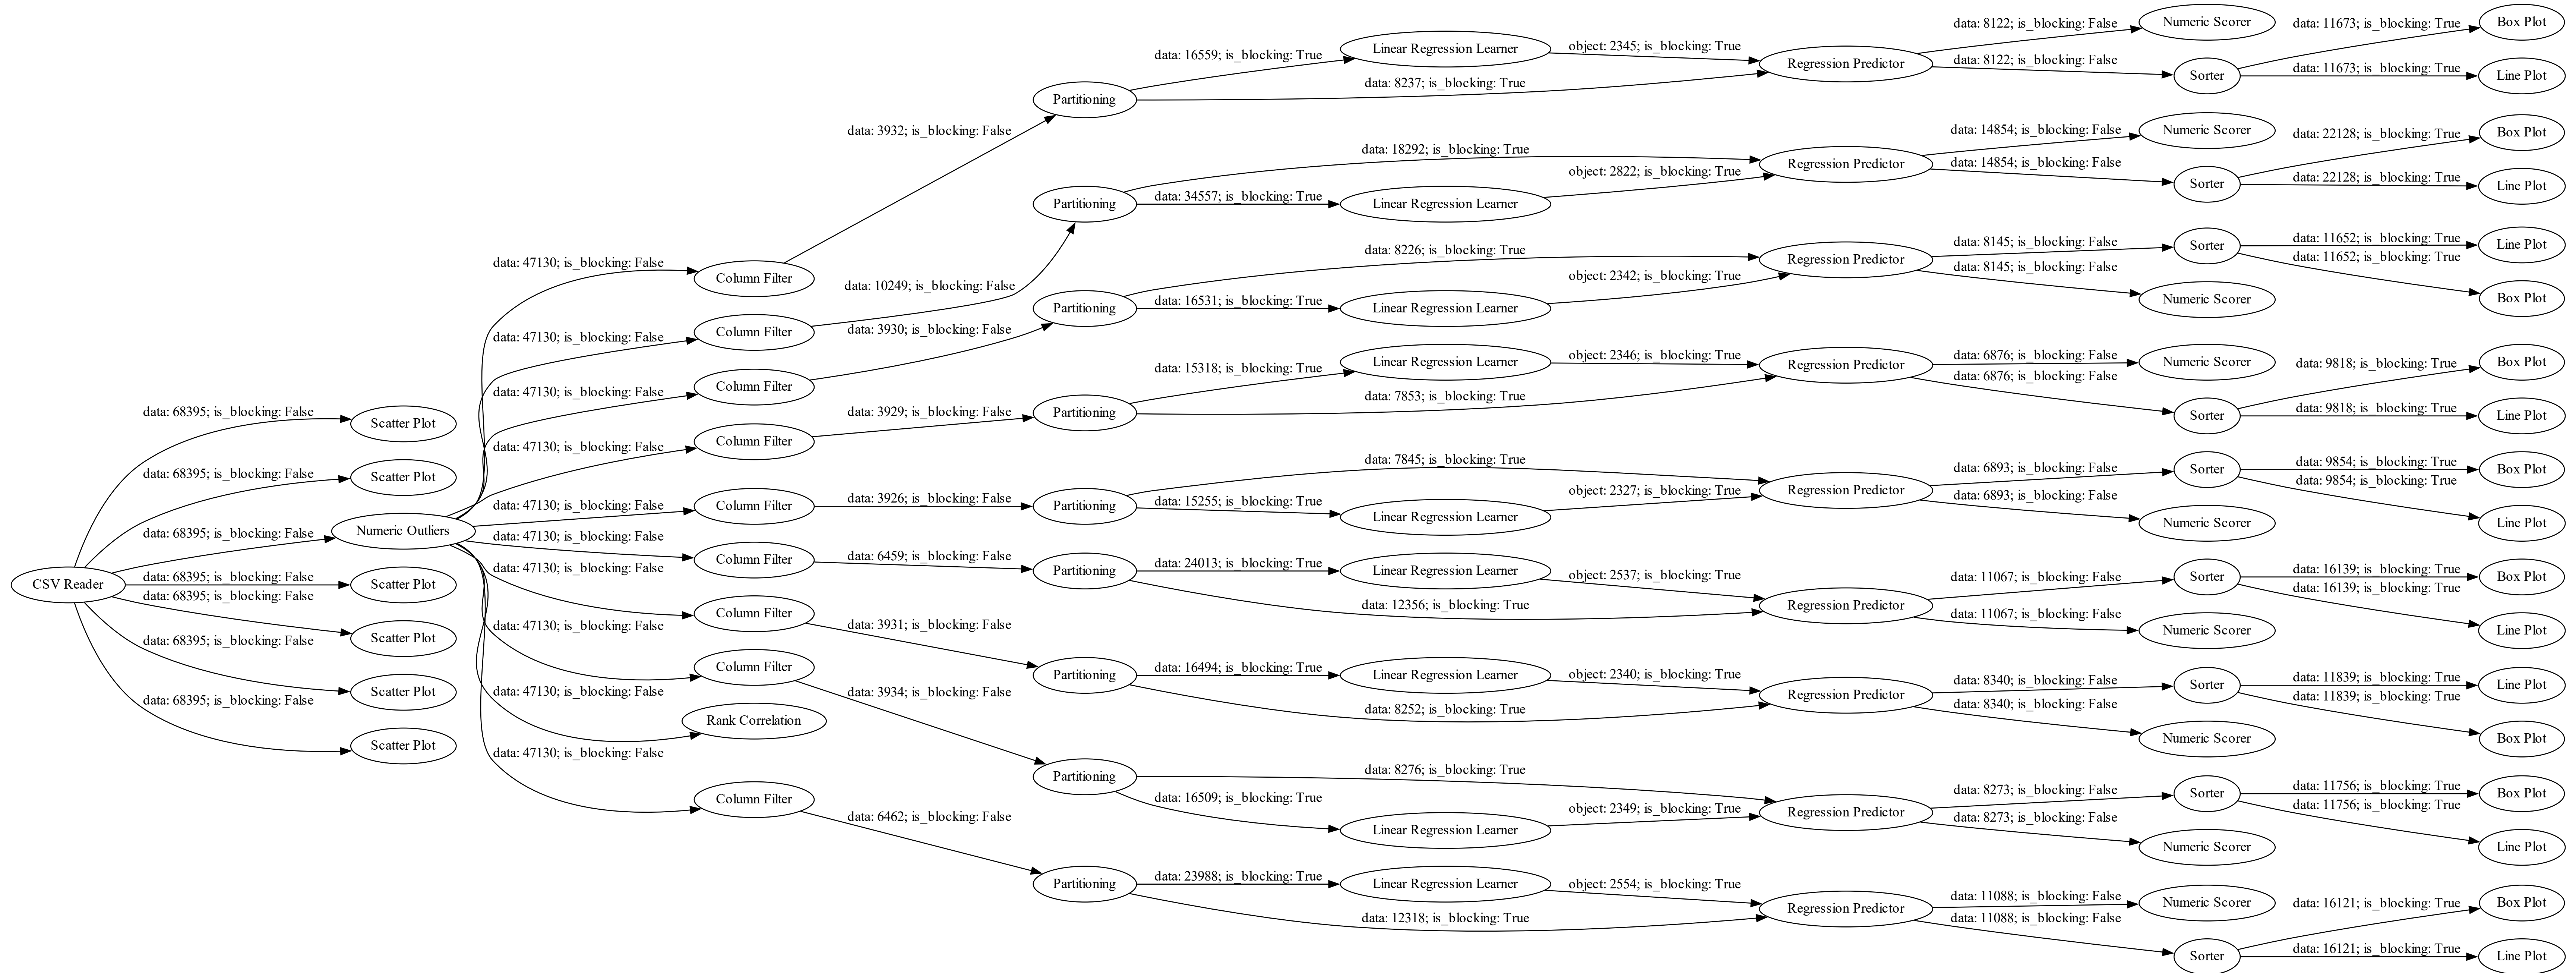 CSV Reader
data: 68395; is_blocking: False
Scatter Plot
data: 68395; is_blocking: False
Scatter Plot
data: 68395; is_blocking: False
Numeric Outliers
data: 68395; is_blocking: False
Scatter Plot
data: 68395; is_blocking: False
Scatter Plot
data: 68395; is_blocking: False
Scatter Plot
data: 68395; is_blocking: False
Scatter Plot
data: 47130; is_blocking: False
Column Filter
data: 3932; is_blocking: False
Partitioning
data: 16559; is_blocking: True
Linear Regression Learner
object: 2345; is_blocking: True
data: 8237; is_blocking: True
Regression Predictor
data: 8122; is_blocking: False
Numeric Scorer
data: 8122; is_blocking: False
Sorter
data: 11673; is_blocking: True
Box Plot
data: 11673; is_blocking: True
Line Plot
data: 47130; is_blocking: False
Column Filter
data: 10249; is_blocking: False
Partitioning
data: 18292; is_blocking: True
data: 34557; is_blocking: True
Linear Regression Learner
object: 2822; is_blocking: True
Regression Predictor
data: 14854; is_blocking: False
Numeric Scorer
data: 14854; is_blocking: False
Sorter
data: 22128; is_blocking: True
Box Plot
data: 22128; is_blocking: True
Line Plot
data: 47130; is_blocking: False
Column Filter
data: 3930; is_blocking: False
Partitioning
data: 8226; is_blocking: True
data: 16531; is_blocking: True
Linear Regression Learner
object: 2342; is_blocking: True
Regression Predictor
data: 8145; is_blocking: False
Sorter
data: 11652; is_blocking: True
Line Plot
data: 11652; is_blocking: True
Box Plot
data: 8145; is_blocking: False
Numeric Scorer
data: 47130; is_blocking: False
Column Filter
data: 3929; is_blocking: False
Partitioning
data: 15318; is_blocking: True
Linear Regression Learner
object: 2346; is_blocking: True
data: 7853; is_blocking: True
Regression Predictor
data: 6876; is_blocking: False
Numeric Scorer
data: 6876; is_blocking: False
Sorter
data: 9818; is_blocking: True
Box Plot
data: 9818; is_blocking: True
Line Plot
data: 47130; is_blocking: False
Column Filter
data: 3926; is_blocking: False
Partitioning
data: 7845; is_blocking: True
data: 15255; is_blocking: True
Linear Regression Learner
object: 2327; is_blocking: True
Regression Predictor
data: 6893; is_blocking: False
Sorter
data: 9854; is_blocking: True
Box Plot
data: 9854; is_blocking: True
Line Plot
data: 6893; is_blocking: False
Numeric Scorer
data: 47130; is_blocking: False
Column Filter
data: 6459; is_blocking: False
Partitioning
data: 24013; is_blocking: True
Linear Regression Learner
object: 2537; is_blocking: True
data: 12356; is_blocking: True
Regression Predictor
data: 11067; is_blocking: False
Sorter
data: 16139; is_blocking: True
Box Plot
data: 16139; is_blocking: True
Line Plot
data: 11067; is_blocking: False
Numeric Scorer
data: 47130; is_blocking: False
Column Filter
data: 3931; is_blocking: False
Partitioning
data: 16494; is_blocking: True
Linear Regression Learner
object: 2340; is_blocking: True
data: 8252; is_blocking: True
Regression Predictor
data: 8340; is_blocking: False
Sorter
data: 11839; is_blocking: True
Line Plot
data: 11839; is_blocking: True
Box Plot
data: 8340; is_blocking: False
Numeric Scorer
data: 47130; is_blocking: False
Column Filter
data: 3934; is_blocking: False
Partitioning
data: 8276; is_blocking: True
data: 16509; is_blocking: True
Linear Regression Learner
object: 2349; is_blocking: True
Regression Predictor
data: 8273; is_blocking: False
Sorter
data: 11756; is_blocking: True
Box Plot
data: 11756; is_blocking: True
Line Plot
data: 8273; is_blocking: False
Numeric Scorer
data: 47130; is_blocking: False
Rank Correlation
data: 47130; is_blocking: False
Column Filter
data: 6462; is_blocking: False
Partitioning
data: 23988; is_blocking: True
Linear Regression Learner
object: 2554; is_blocking: True
data: 12318; is_blocking: True
Regression Predictor
data: 11088; is_blocking: False
Numeric Scorer
data: 11088; is_blocking: False
Sorter
data: 16121; is_blocking: True
Box Plot
data: 16121; is_blocking: True
Line Plot